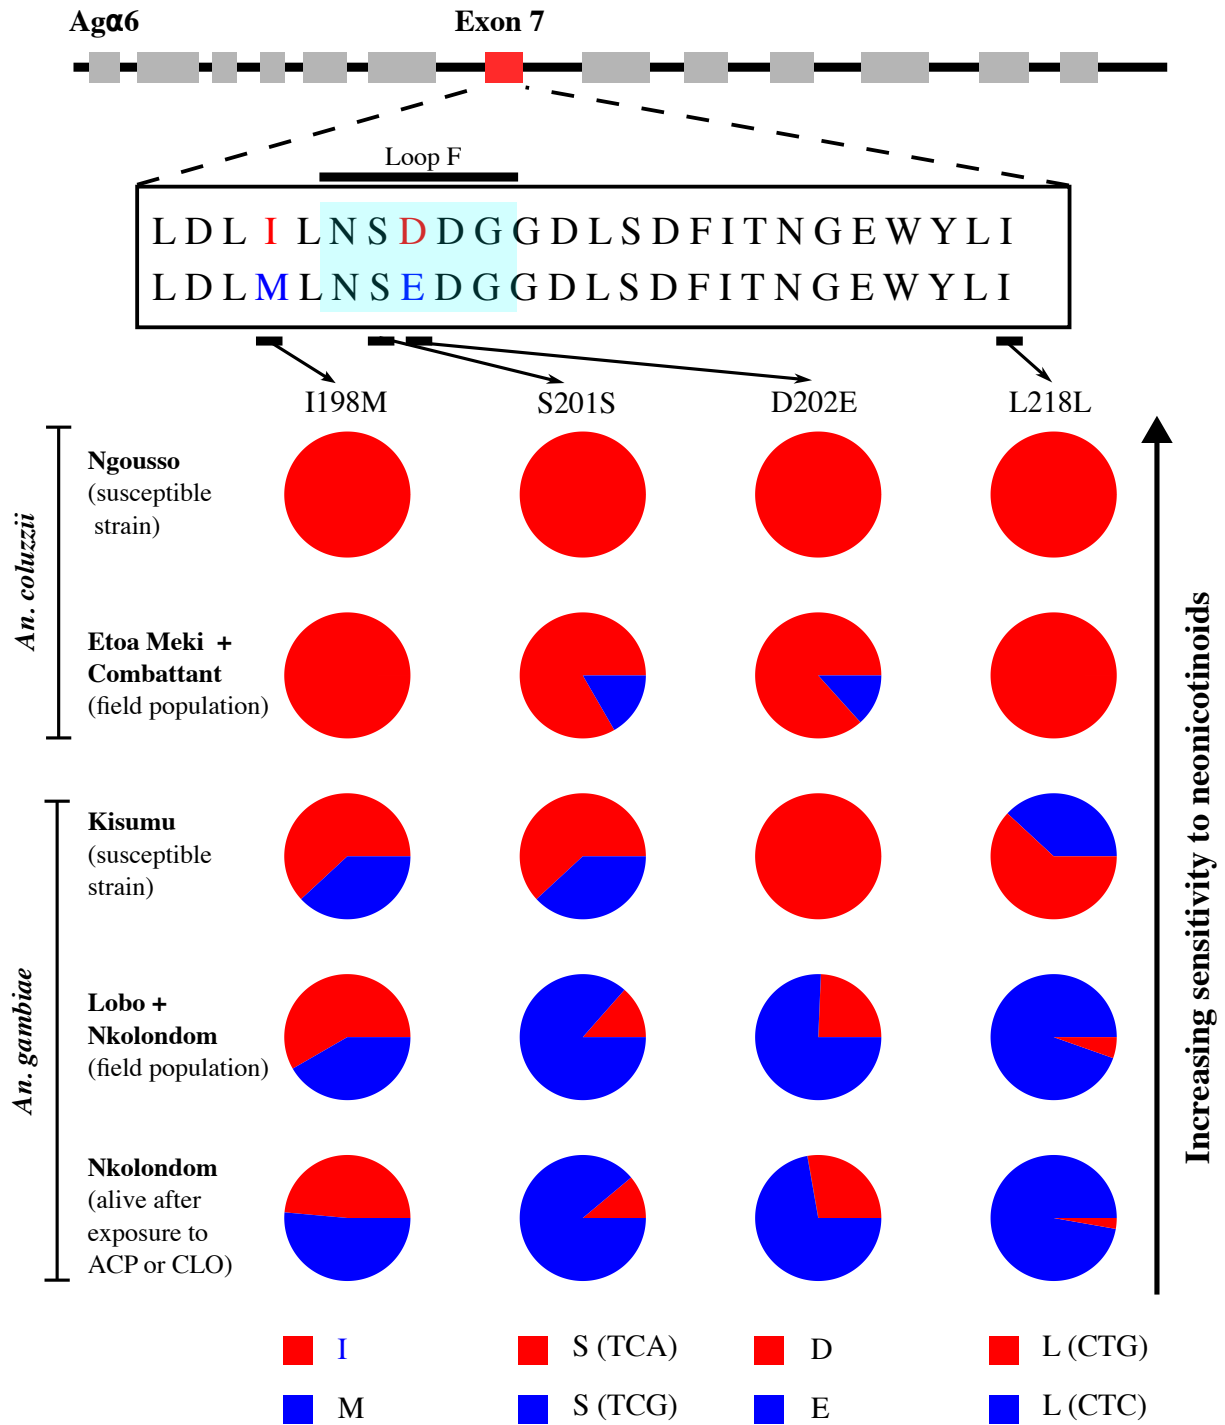 Agα6
Exon 7
Loop F
L D L I L N S D D G G D L S D F I T N G E W Y L I
L D L M L N S E D G G D L S D F I T N G E W Y L I
I198M S201S D202E L218L
An. coluzzii
Ngousso
(susceptible
strain)
Etoa Meki +
Combattant
(field population)
An. gambiae
Kisumu
(susceptible
strain)
Lobo +
Nkolondom
(field population)
Nkolondom
(alive after
exposure to
ACP or CLO)
Increasing sensitivity to neonicotinoids
I S (TCA) D L (CTG)
M S (TCG) E L (CTC)